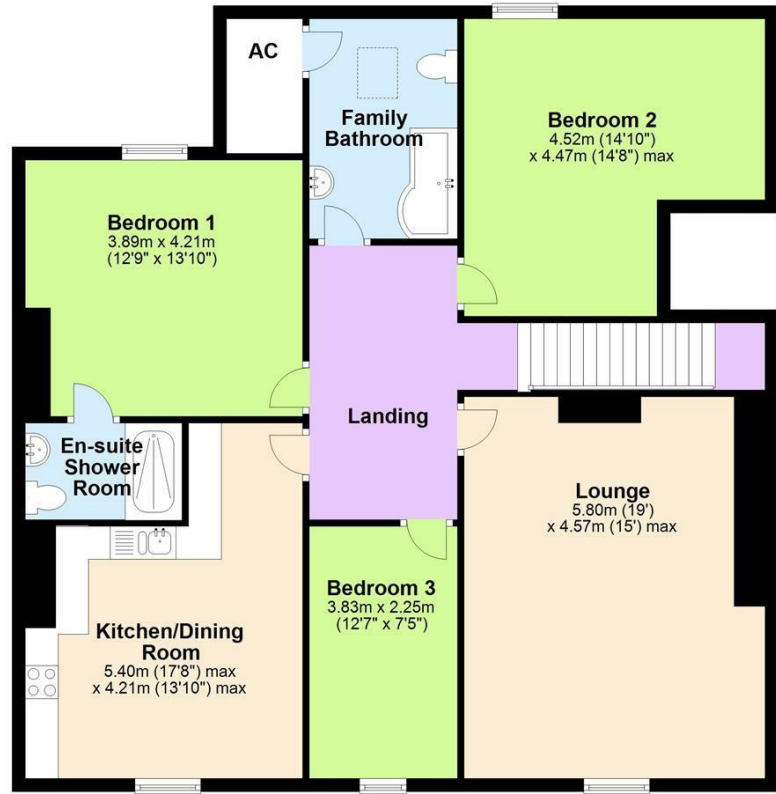 AC
Family
Bathroom
Bedroom 2
4.52m (14'10")
x 4.47m (14'8") max
Bedroom 1
3.89m x 4.21m
(12'9" x 13'10")
Landing
En-suite
Shower
Room
Lounge
5.80m (19')
x 4.57m (15') max
Bedroom 3
3.83m x 2.25m
(12'7" x 7'5")
Kitchen/Dining
Room
5.40m (17'8") max
x 4.21m (13'10") max